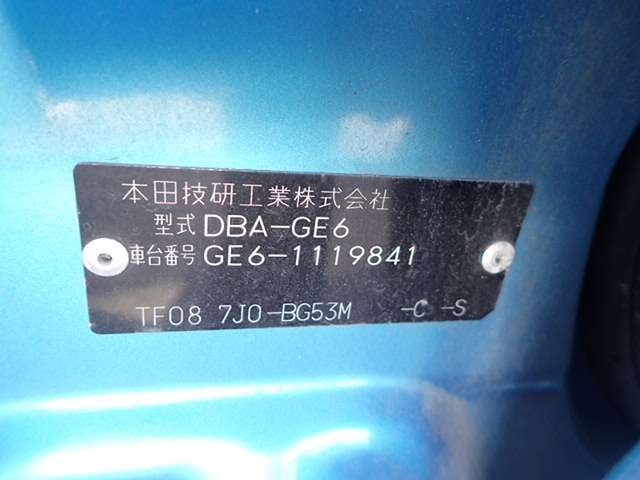 本田技研工業株式会社
型式 DBA-GE6
車台番号 GE6-1119841
TF08 7J0-BG53M -C -S